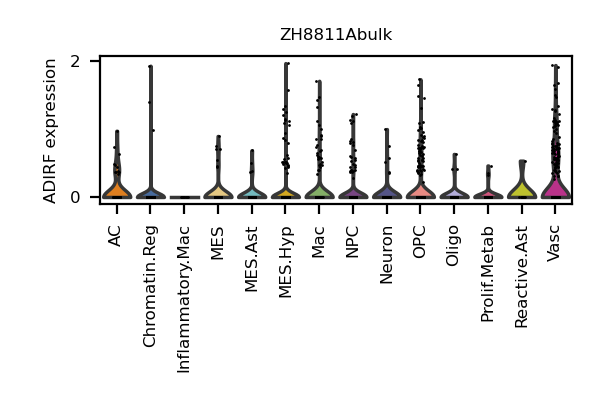 ZH8811Abulk
ADIRF expression
2
0
AC
Chromatin.Reg
Inflammatory.Mac
MES
MES.Ast
MES.Hyp
Mac
NPC
Neuron
OPC
Oligo
Prolif.Metab
Reactive.Ast
Vasc